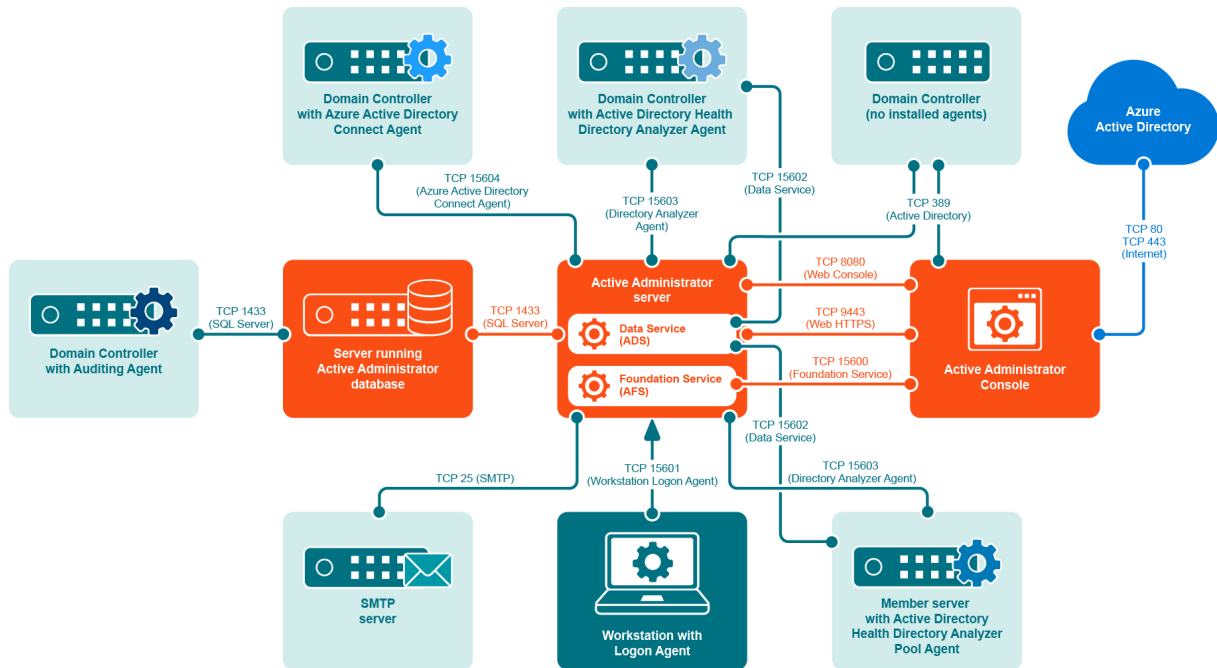 Domain Controller
with Azure Active Directory
Connect Agent
Domain Controller
with Active Directory Health
Directory Analyzer Agent
Domain Controller
(no installed agents)
Azure
Active Directory
TCP 15604
(Azure Active Directory
Connect Agent)
TCP 15603
(Directory Analyzer
Agent)
TCP 15602
(Data Service)
TCP 389
(Active Directory)
TCP 80
TCP 443
(Internet)
Domain Controller
with Auditing Agent
TCP 1433
(SQL Server)
Server running
Active Administrator
database
TCP 1433
(SQL Server)
Active Administrator
server
Data Service
(ADS)
Foundation Service
(AFS)
TCP 8080
(Web Console)
TCP 9443
(Web HTTPS)
TCP 15600
(Foundation Service)
Active Administrator
Console
TCP 25 (SMTP)
TCP 15601
(Workstation Logon Agent)
TCP 15602
(Data Service)
TCP 15603
(Directory Analyzer Agent)
SMTP
server
Workstation with
Logon Agent
Member server
with Active Directory
Health Directory Analyzer
Pool Agent